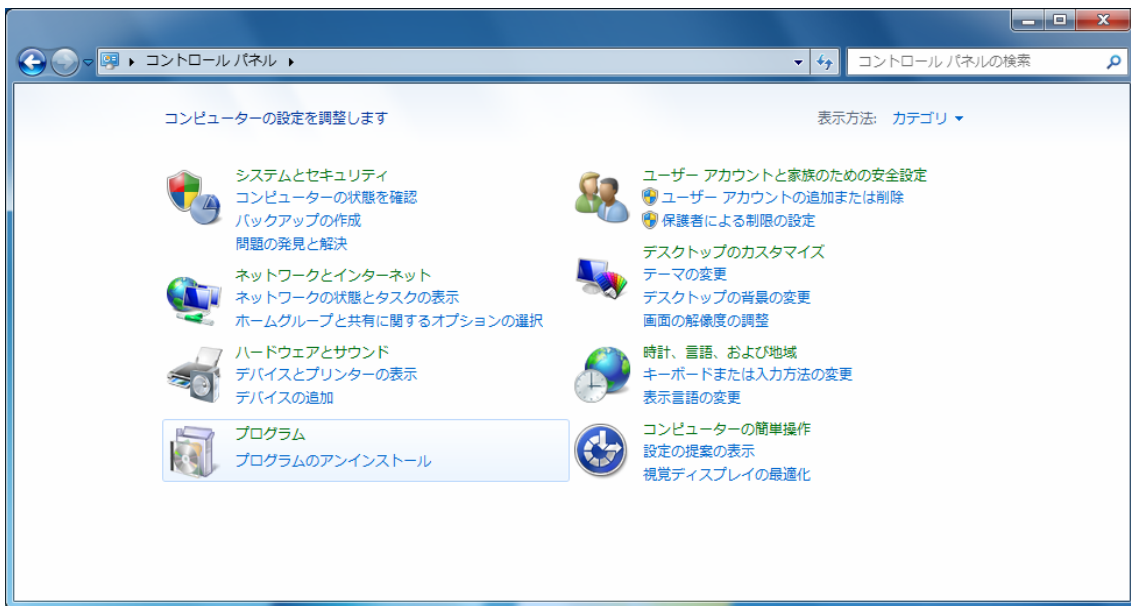 コントロール パネル
コントロール パネルの検索
コンピューターの設定を調整します
表示方法: カテゴリ
システムとセキュリティ
コンピューターの状態を確認
バックアップの作成
問題の発見と解決
ネットワークとインターネット
ネットワークの状態とタスクの表示
ホームグループと共有に関するオプションの選択
ハードウェアとサウンド
デバイスとプリンターの表示
デバイスの追加
プログラム
プログラムのアンインストール
ユーザー アカウントと家族のための安全設定
ユーザー アカウントの追加または削除
保護者による制限の設定
デスクトップのカスタマイズ
テーマの変更
デスクトップの背景の変更
画面の解像度の調整
時計、言語、および地域
キーボードまたは入力方法の変更
表示言語の変更
コンピューターの簡単操作
設定の提案の表示
視覚ディスプレイの最適化